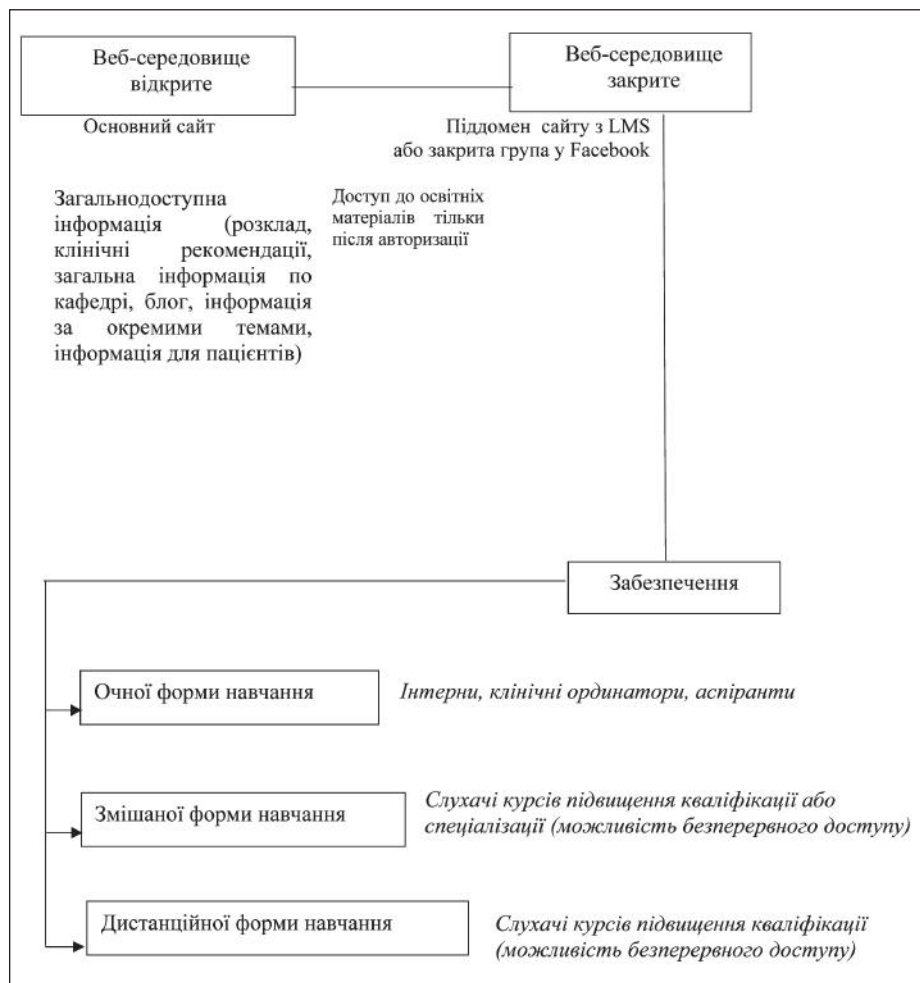 Веб-середовище
відкрите
Веб-середовище
закрите
Основний сайт
Піддомен сайту з LMS
або закрита група у Facebook
Загальнодоступна
інформація (розклад,
клінічні рекомендації,
загальна інформація по
кафедрі, блог, інформація
за окремими темами,
інформація для пацієнтів)
Доступ до освітніх
матеріалів тільки
після авторизації
Забезпечення
Очної форми навчання
Інтерни, клінічні ординатори, аспіранти
Змішаної форми навчання
Слухачі курсів підвищення кваліфікації або
спеціалізації (можливість безперервного доступу)
Дистанційної форми навчання
Слухачі курсів підвищення кваліфікації
(можливість безперервного доступу)